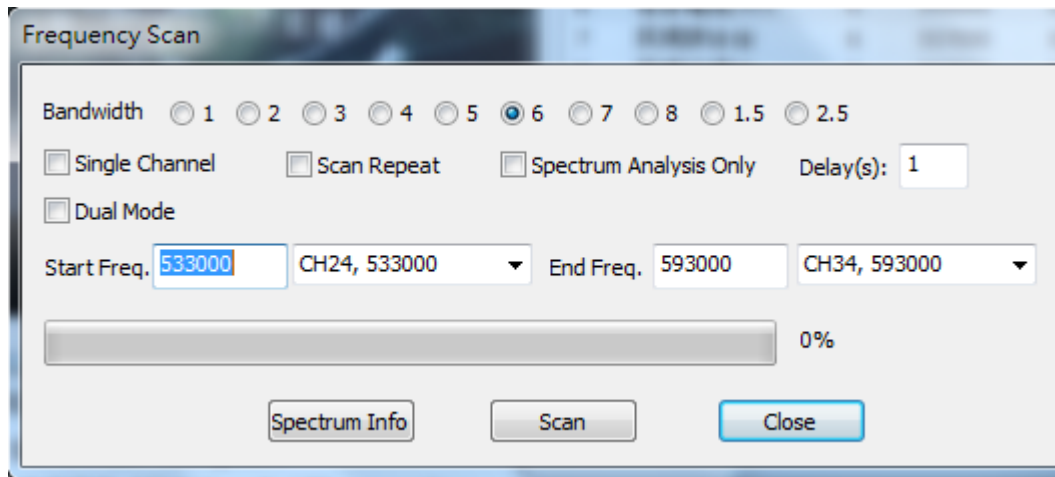 Frequency Scan
Bandwidth 1 2 3 4 5 6 7 8 1.5 2.5
Single Channel Scan Repeat Spectrum Analysis Only Delay(s): 1
Dual Mode
Start Freq. 533000 CH24, 533000 End Freq. 593000 CH34, 593000
0%
Spectrum Info Scan Close